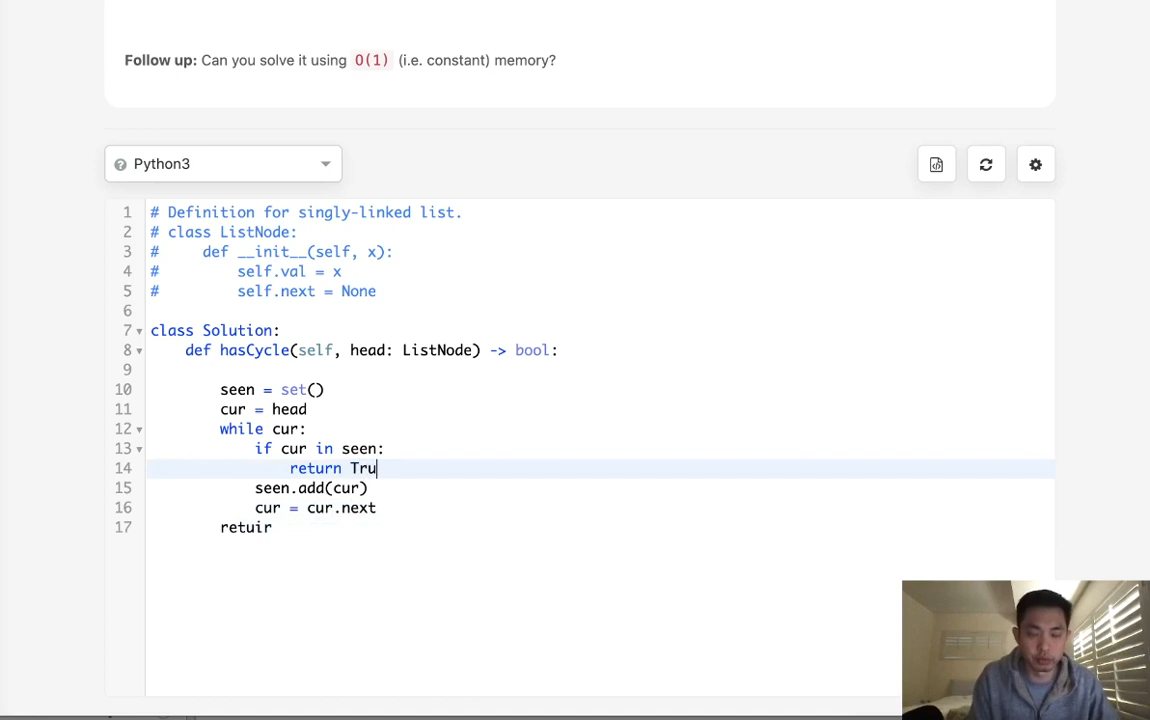 Follow up: Can you solve it using O(1) (i.e. constant) memory?
Python3
1 # Definition for singly-linked list.
2 # class ListNode:
3 #     def __init__(self, x):
4 #         self.val = x
5 #         self.next = None
6
7 class Solution:
8     def hasCycle(self, head: ListNode) -> bool:
9
10         seen = set()
11         cur = head
12         while cur:
13             if cur in seen:
14                 return Tru
15             seen.add(cur)
16             cur = cur.next
17         retuir